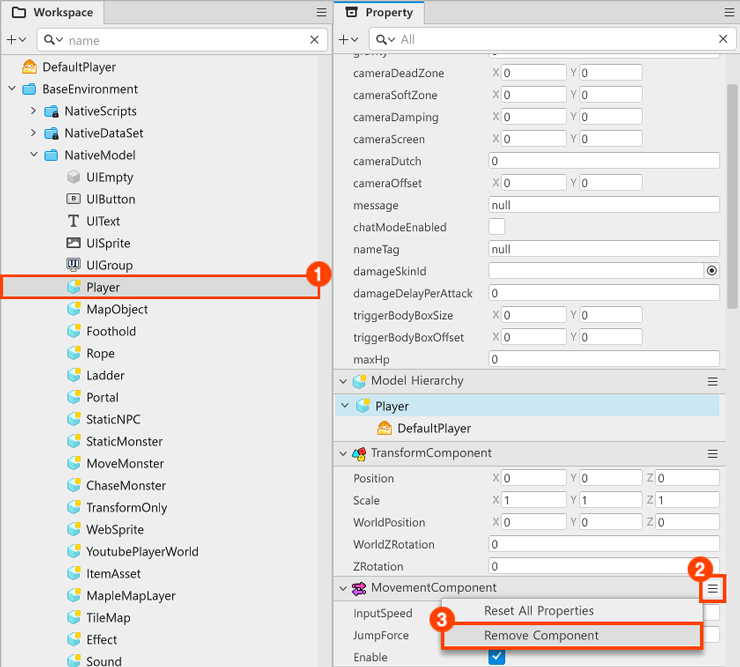 Workspace
name
DefaultPlayer
BaseEnvironment
NativeScripts
NativeDataSet
NativeModel
UIEmpty
UIButton
UIText
UISprite
UIGroup
1
Player
MapObject
Foothold
Rope
Ladder
Portal
StaticNPC
StaticMonster
MoveMonster
ChaseMonster
TransformOnly
WebSprite
YoutubePlayerWorld
ItemAsset
MapleMapLayer
TileMap
Effect
Sound
Property
All
gravity
cameraDeadZone X 0 Y 0
cameraSoftZone X 0 Y 0
cameraDamping X 0 Y 0
cameraScreen X 0 Y 0
cameraDutch 0
cameraOffset X 0 Y 0
message null
chatModeEnabled
nameTag null
damageSkinId
damageDelayPerAttack 0
triggerBodyBoxSize X 0 Y 0
triggerBodyBoxOffset X 0 Y 0
maxHp 0
Model Hierarchy
Player
DefaultPlayer
TransformComponent
Position X 0 Y 0 Z 0
Scale X 1 Y 1 Z 1
WorldPosition X 0 Y 0 Z 0
WorldZRotation 0
ZRotation 0
2
MovementComponent
InputSpeed
Reset All Properties
3
JumpForce
Remove Component
Enable